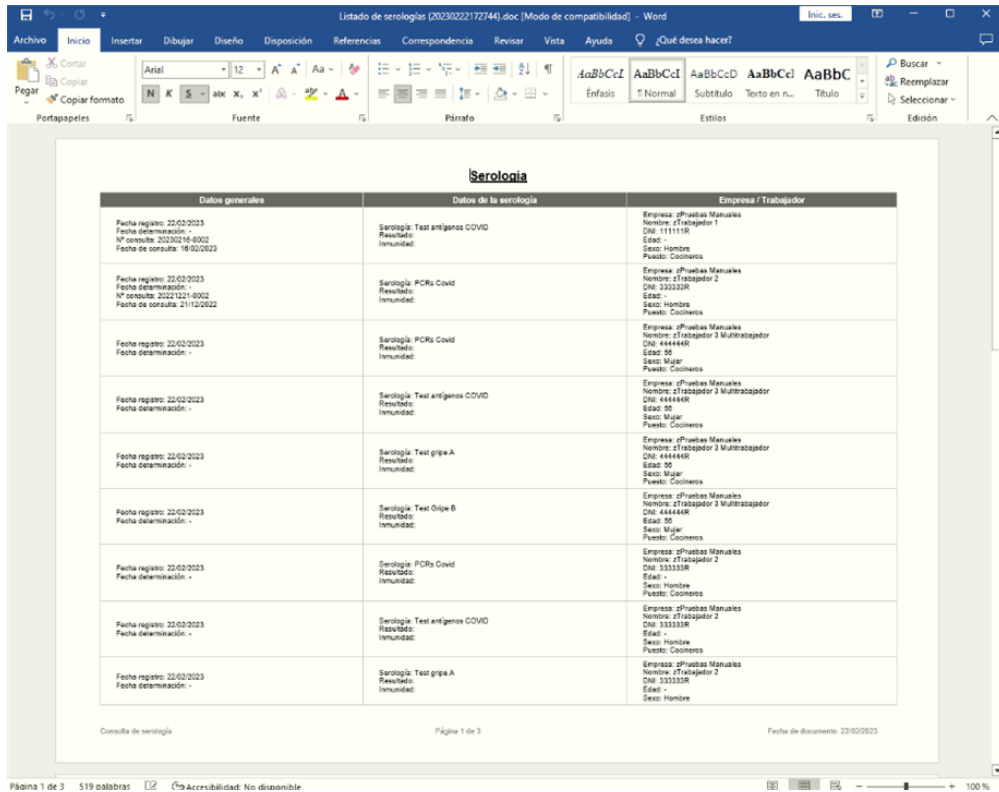 Listado de serologías (20230222172744).doc [Modo de compatibilidad] - Word
Inic. ses.
Archivo Inicio Insertar Dibujar Diseño Disposición Referencias Correspondencia Revisar Vista Ayuda ¿Qué desea hacer?
Pegar
Cortar
Copiar
Copiar formato
Portapapeles
Arial 12
N K S abc
Fuente
Párrafo
AaBbCcL AaBbCcI AaBbCcD AaBbCcI AaBbC
Énfasis ¶ Normal Subtítulo Texto en n... Título
Estilos
Buscar
Reemplazar
Seleccionar
Edición
Serologia
Datos generales Datos de la serología Empresa / Trabajador
Fecha registro: 22/02/2023
Fecha determinación: -
Nº consulta: 20230216-0002
Fecha de consulta: 16/02/2023
Serología: Test antígenos COVID
Resultado:
Inmunidad:
Empresa: zPruebas Manuales
Nombre: zTrabajador 1
DNI: 111111R
Edad: -
Sexo: Hombre
Puesto: Cocineros
Fecha registro: 22/02/2023
Fecha determinación: -
Nº consulta: 20221221-0002
Fecha de consulta: 21/12/2022
Serología: PCRs Covid
Resultado:
Inmunidad:
Empresa: zPruebas Manuales
Nombre: zTrabajador 2
DNI: 333333R
Edad: -
Sexo: Hombre
Puesto: Cocineros
Fecha registro: 22/02/2023
Fecha determinación: -
Serología: PCRs Covid
Resultado:
Inmunidad:
Empresa: zPruebas Manuales
Nombre: zTrabajador 3 Multitrabajador
DNI: 444444R
Edad: 56
Sexo: Mujer
Puesto: Cocineros
Fecha registro: 22/02/2023
Fecha determinación: -
Serología: Test antígenos COVID
Resultado:
Inmunidad:
Empresa: zPruebas Manuales
Nombre: zTrabajador 3 Multitrabajador
DNI: 444444R
Edad: 56
Sexo: Mujer
Puesto: Cocineros
Fecha registro: 22/02/2023
Fecha determinación: -
Serología: Test gripe A
Resultado:
Inmunidad:
Empresa: zPruebas Manuales
Nombre: zTrabajador 3 Multitrabajador
DNI: 444444R
Edad: 56
Sexo: Mujer
Puesto: Cocineros
Fecha registro: 22/02/2023
Fecha determinación: -
Serología: Test Gripe B
Resultado:
Inmunidad:
Empresa: zPruebas Manuales
Nombre: zTrabajador 3 Multitrabajador
DNI: 444444R
Edad: 56
Sexo: Mujer
Puesto: Cocineros
Fecha registro: 22/02/2023
Fecha determinación: -
Serología: PCRs Covid
Resultado:
Inmunidad:
Empresa: zPruebas Manuales
Nombre: zTrabajador 2
DNI: 333333R
Edad: -
Sexo: Hombre
Puesto: Cocineros
Fecha registro: 22/02/2023
Fecha determinación: -
Serología: Test antígenos COVID
Resultado:
Inmunidad:
Empresa: zPruebas Manuales
Nombre: zTrabajador 2
DNI: 333333R
Edad: -
Sexo: Hombre
Puesto: Cocineros
Fecha registro: 22/02/2023
Fecha determinación: -
Serología: Test gripe A
Resultado:
Inmunidad:
Empresa: zPruebas Manuales
Nombre: zTrabajador 2
DNI: 333333R
Edad: -
Sexo: Hombre
Consulta de serología Página 1 de 3 Fecha de documento 22/02/2023
Página 1 de 3 519 palabras Accesibilidad: No disponible 100 %